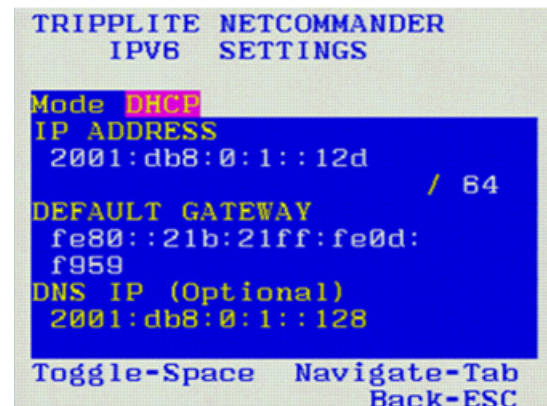 TRIPPLITE NETCOMMANDER
IPV6 SETTINGS
Mode DHCP
IP ADDRESS
2001:db8:0:1::12d
/ 64
DEFAULT GATEWAY
fe80::21b:21ff:fe0d:
f959
DNS IP (Optional)
2001:db8:0:1::128
Toggle-Space Navigate-Tab
Back-ESC